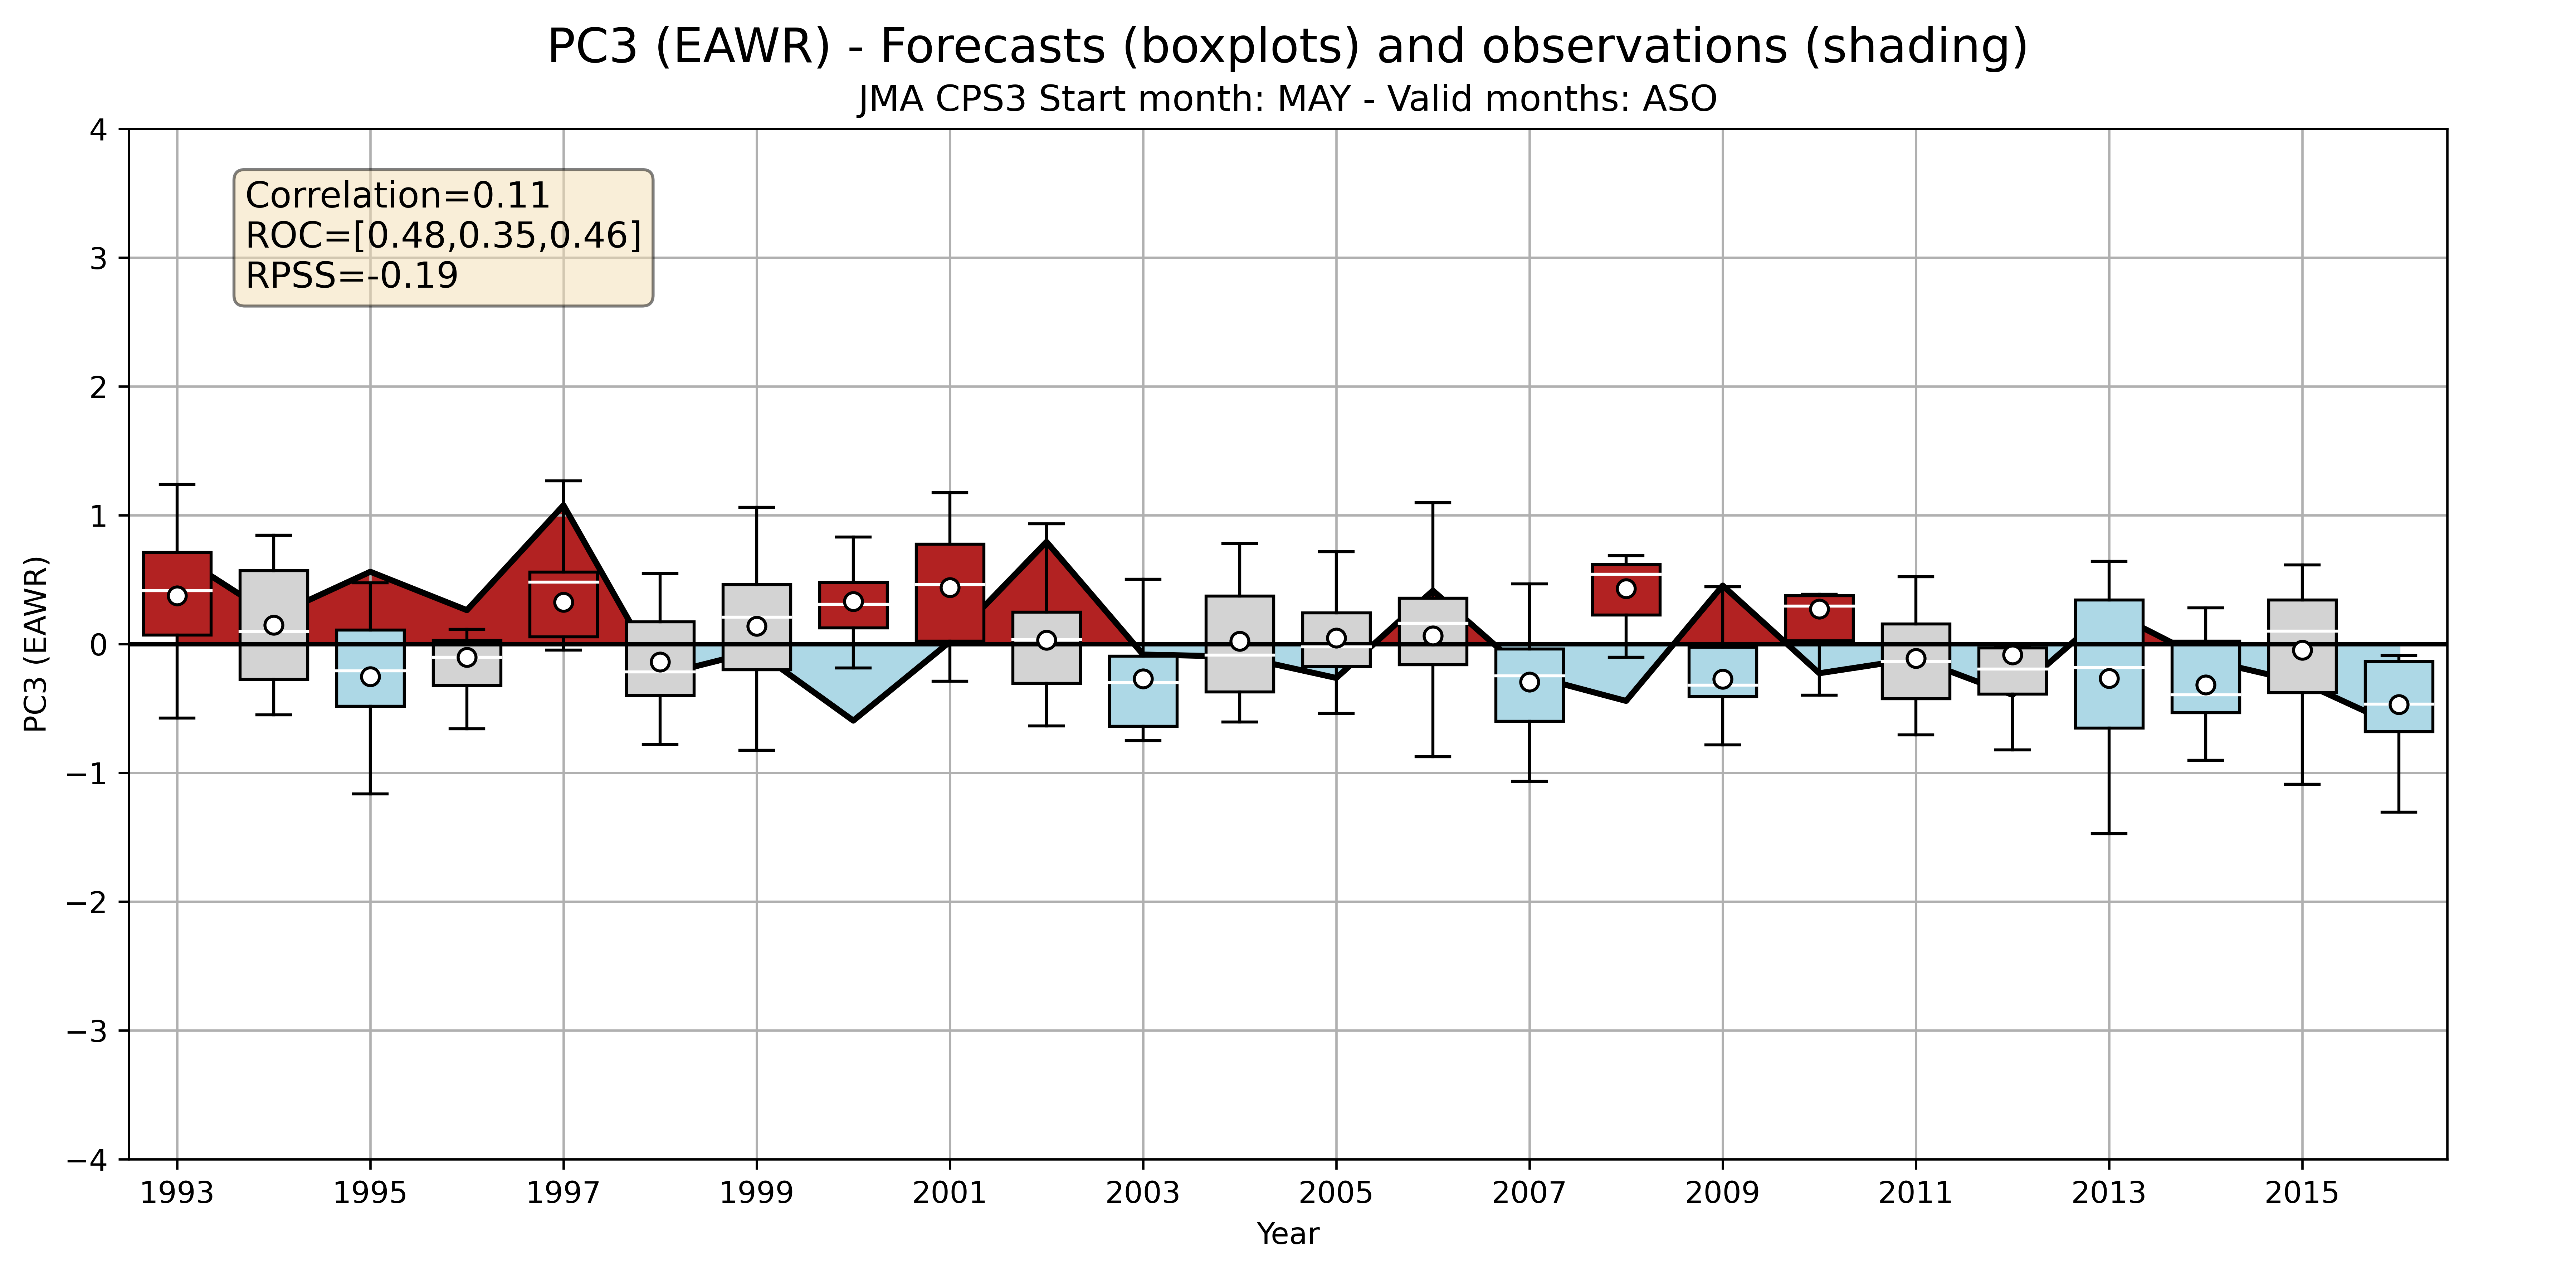 PC3 (EAWR) - Forecasts (boxplots) and observations (shading)
JMA CPS3 Start month: MAY - Valid months: ASO
Correlation=0.11
ROC=[0.48,0.35,0.46]
RPSS=-0.19
PC3 (EAWR)
4
3
2
1
0
−1
−2
−3
−4
1993 1995 1997 1999 2001 2003 2005 2007 2009 2011 2013 2015
Year